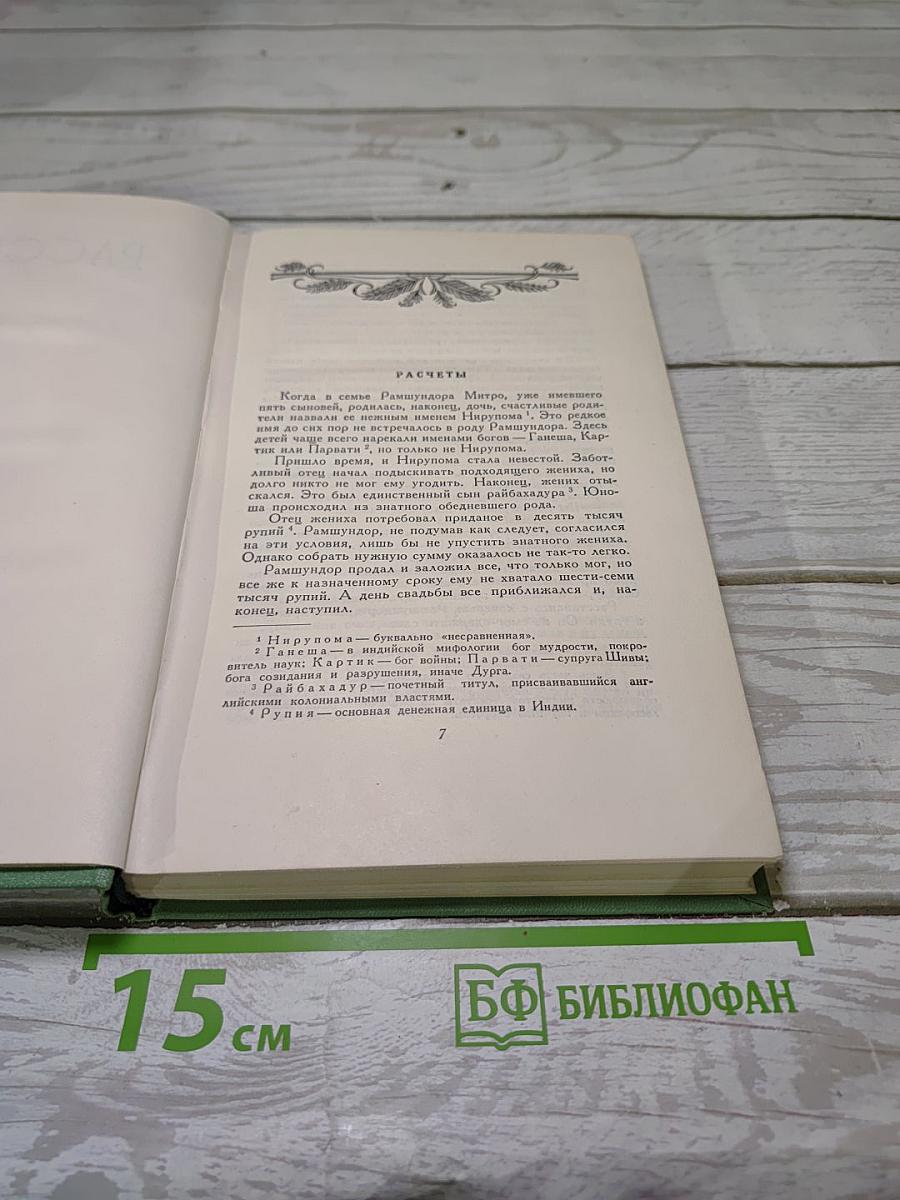 РАСС
РАСЧЕТЫ
Когда в семье Рамшундора Митро, уже имевшего
пять сыновей, родилась, наконец, дочь, счастливые роди-
тели назвали ее нежным именем Нирупома ¹. Это редкое
имя до сих пор не встречалось в роду Рамшундора. Здесь
детей чаще всего нарекали именами богов — Ганеша, Кар-
тик или Парвати ², но только не Нирупома.
Пришло время, и Нирупома стала невестой. Забот-
ливый отец начал подыскивать подходящего жениха, но
долго никто не мог ему угодить. Наконец, жених оты-
скался. Это был единственный сын райбахадура ³. Юно-
ша происходил из знатного обедневшего рода.
Отец жениха потребовал приданое в десять тысяч
рупий ⁴. Рамшундор, не подумав как следует, согласился
на эти условия, лишь бы не упустить знатного жениха.
Однако собрать нужную сумму оказалось не так-то легко.
Рамшундор продал и заложил все, что только мог, но
все же к назначенному сроку ему не хватало шести-семи
тысяч рупий. А день свадьбы все приближался и, на-
конец, наступил.
¹ Нирупома — буквально «несравненная».
² Ганеша — в индийской мифологии бог мудрости, покро-
витель наук; Картик — бог войны; Парвати — супруга Шивы;
бога созидания и разрушения, иначе Дурга.
³ Райбахадур — почетный титул, присваивавшийся анг-
лийскими колониальными властями.
⁴ Рупия — основная денежная единица в Индии.
7
15 см
БФ БИБЛИОФАН